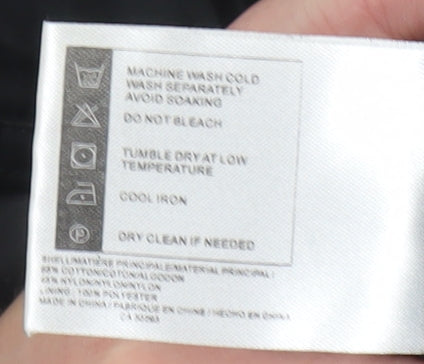 MACHINE WASH COLD
WASH SEPARATELY
AVOID SOAKING
DO NOT BLEACH
TUMBLE DRY AT LOW
TEMPERATURE
COOL IRON
P
DRY CLEAN IF NEEDED
SHELL/MATIÈRE PRINCIPALE/MATERIAL PRINCIPAL:
COTTON/COTON/ALGODON
NYLON/NYLON/NYLON
LINING: 100% POLYESTER
MADE IN CHINA / FABRIQUE EN CHINE / HECHO EN CHINA
CA